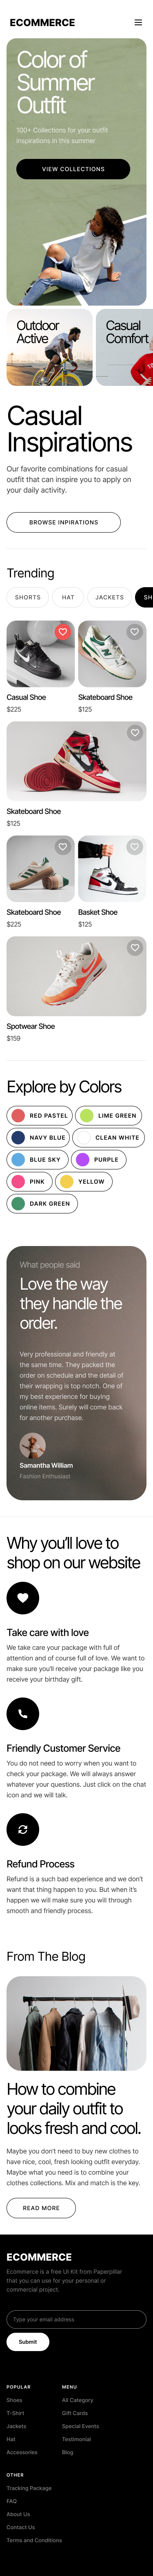 ECOMMERCE
Color of
Summer
Outfit
100+ Collections for your outfit
inspirations in this summer
VIEW COLLECTIONS
Outdoor
Active
Casual
Comfort
Casual
Inspirations
Our favorite combinations for casual
outfit that can inspire you to apply on
your daily activity.
BROWSE INPIRATIONS
Trending
SHORTS
HAT
JACKETS
SH
Casual Shoe
$225
Skateboard Shoe
$125
Skateboard Shoe
$125
Skateboard Shoe
$225
Basket Shoe
$125
Spotwear Shoe
$159
Explore by Colors
RED PASTEL
LIME GREEN
NAVY BLUE
CLEAN WHITE
BLUE SKY
PURPLE
PINK
YELLOW
DARK GREEN
What people said
Love the way
they handle the
order.
Very professional and friendly at
the same time. They packed the
order on schedule and the detail of
their wrapping is top notch. One of
my best experience for buying
online items. Surely will come back
for another purchase.
Samantha William
Fashion Enthusiast
Why you'll love to
shop on our website
Take care with love
We take care your package with full of
attention and of course full of love. We want to
make sure you'll receive your package like you
receive your birthday gift.
Friendly Customer Service
You do not need to worry when you want to
check your package. We will always answer
whatever your questions. Just click on the chat
icon and we will talk.
Refund Process
Refund is a such bad experience and we don't
want that thing happen to you. But when it's
happen we will make sure you will through
smooth and friendly process.
From The Blog
How to combine
your daily outfit to
looks fresh and cool.
Maybe you don't need to buy new clothes to
have nice, cool, fresh looking outfit everyday.
Maybe what you need is to combine your
clothes collections. Mix and match is the key.
READ MORE
ECOMMERCE
Ecommerce is a free UI Kit from Paperpillar
that you can use for your personal or
commercial project.
Type your email address
Submit
POPULAR
Shoes
T-Shirt
Jackets
Hat
Accessories
MENU
All Category
Gift Cards
Special Events
Testimonial
Blog
OTHER
Tracking Package
FAQ
About Us
Contact Us
Terms and Conditions